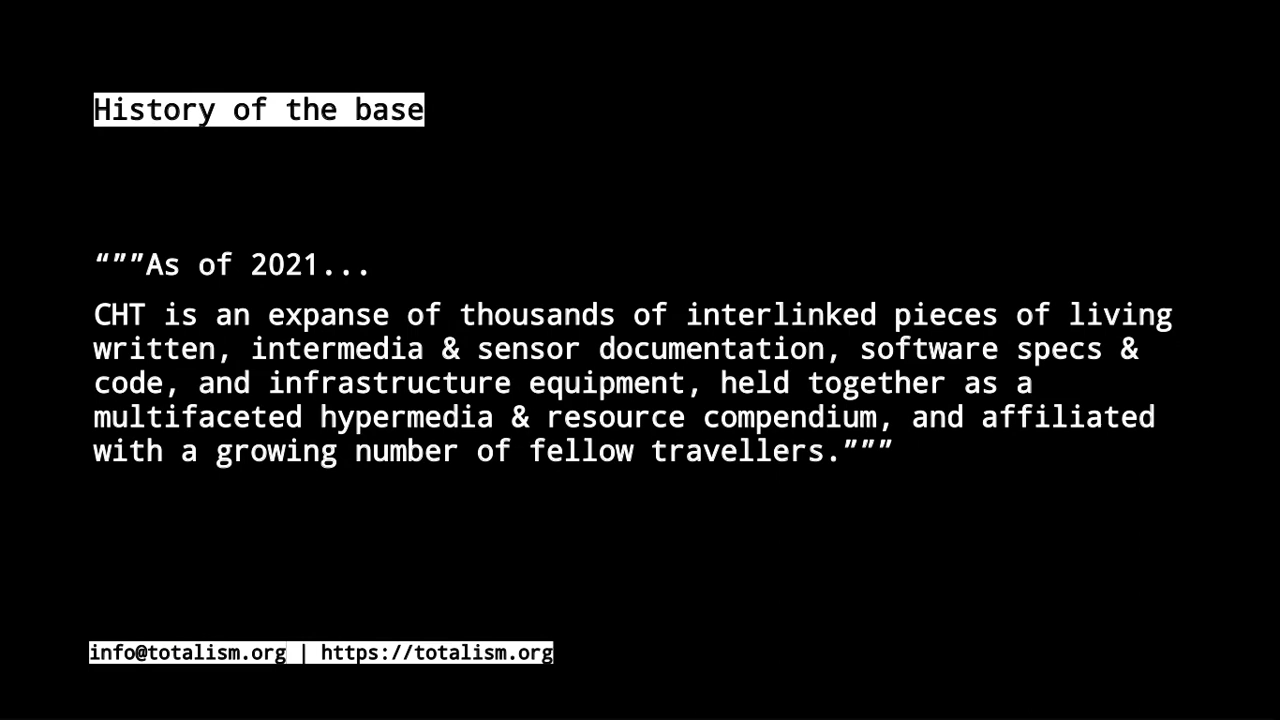 History of the base
“””As of 2021...
CHT is an expanse of thousands of interlinked pieces of living
written, intermedia & sensor documentation, software specs &
code, and infrastructure equipment, held together as a
multifaceted hypermedia & resource compendium, and affiliated
with a growing number of fellow travellers.”””
info@totalism.org | https://totalism.org